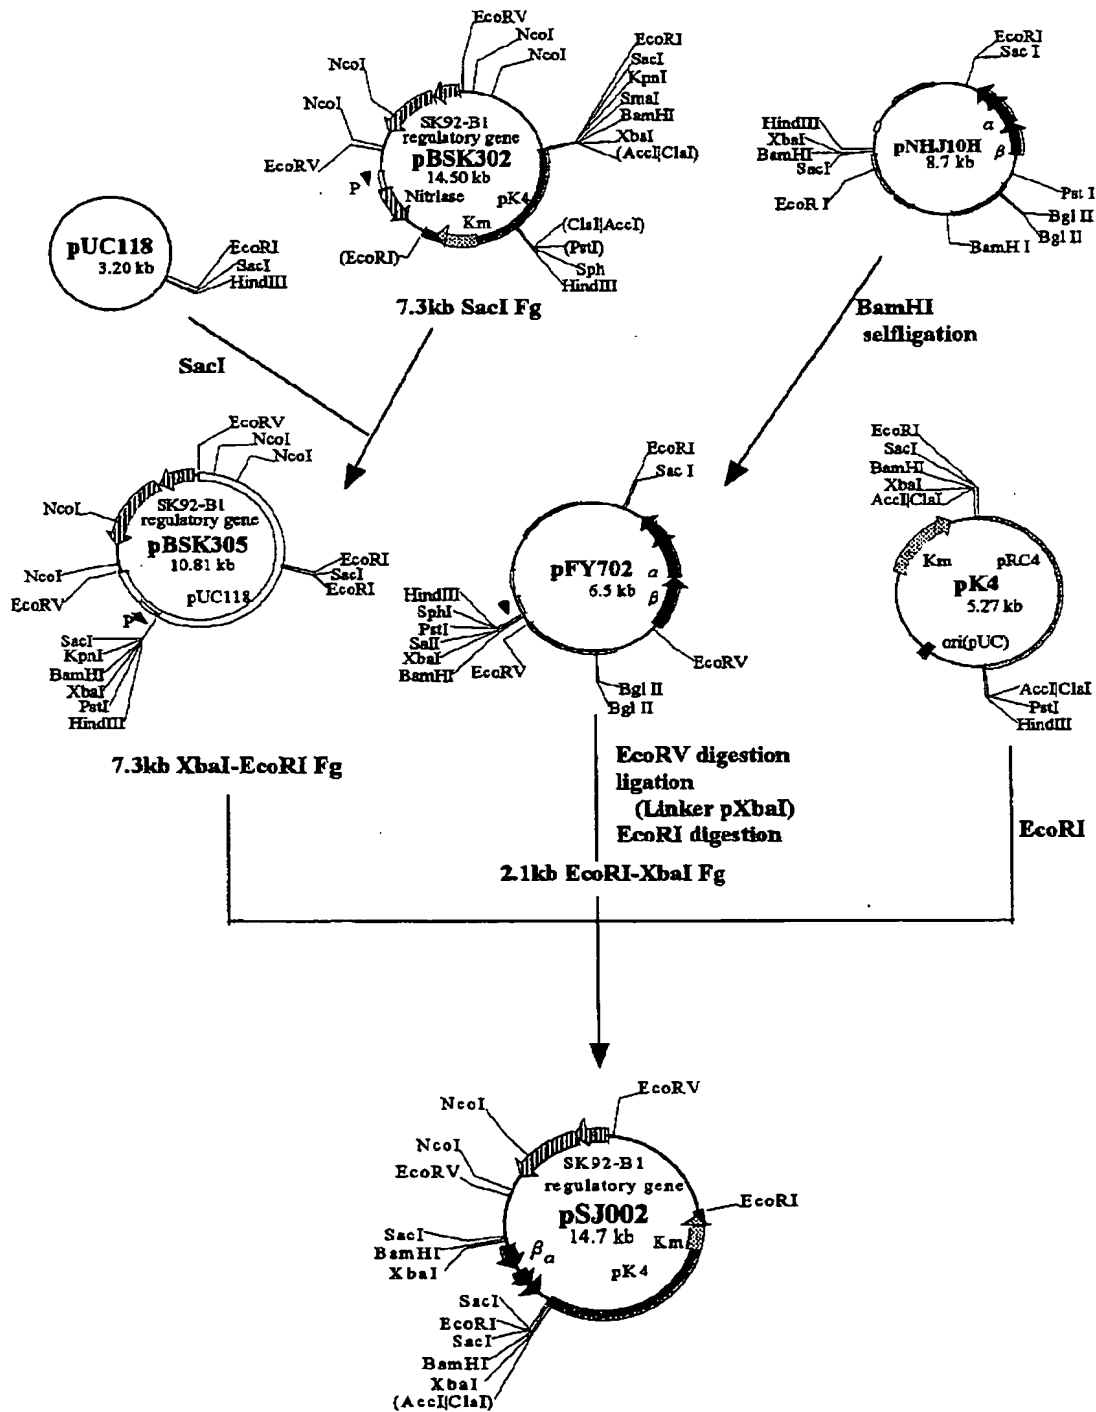 EcoRV
NcoI
NcoI
NcoI
NcoI
EcoRV
SK92-B1
regulatory gene
pBSK302
14.50 kb
P
Nitriase
pK4
Km
(EcoRI)
EcoRI
SacI
KpnI
SmaI
BamHI
XbaI
(AccI|ClaI)
(ClaI|AccI)
(PstI)
Sph
HindIII
7.3kb SacI Fg
EcoRI
Sac I
HindIII
XbaI
BamHI
SacI
EcoR I
pNHJ10H
8.7 kb
α
β
Pst I
Bgl II
Bgl II
BamH I
pUC118
3.20 kb
EcoRI
SacI
HindIII
SacI
BamHI
selfligation
EcoRV
NcoI
NcoI
NcoI
NcoI
EcoRV
SK92-B1
regulatory gene
pBSK305
10.81 kb
pUC118
P
EcoRI
SacI
EcoRI
SacI
KpnI
BamHI
XbaI
PstI
HindIII
7.3kb XbaI-EcoRI Fg
EcoRI
Sac I
pFY702
6.5 kb
α
β
HindIII
SphI
PstI
SalI
XbaI
BamHI
EcoRV
EcoRV
Bgl II
Bgl II
EcoRI
SacI
BamHI
XbaI
AccI|ClaI
Km
pRC4
pK4
5.27 kb
ori(pUC)
AccI|ClaI
PstI
HindIII
EcoRV digestion
ligation
(Linker pXbaI)
EcoRI digestion
2.1kb EcoRI-XbaI Fg
EcoRI
EcoRV
NcoI
NcoI
EcoRV
SK92-B1
regulatory gene
pSJ002
14.7 kb
Km
pK4
EcoRI
SacI
BamHI
XbaI
β
α
SacI
EcoRI
SacI
BamHI
XbaI
(AccI|ClaI)